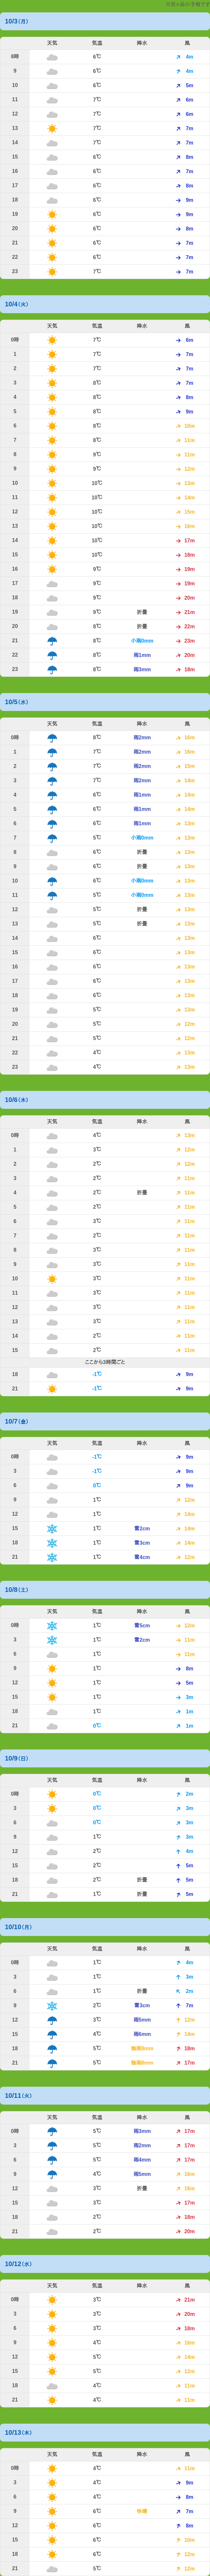 10/3(月)
天気 気温 降水 風
8時 6℃ 4m
9 6℃ 4m
10 6℃ 5m
11 7℃ 6m
12 7℃ 6m
13 7℃ 7m
14 7℃ 7m
15 6℃ 8m
16 6℃ 7m
17 6℃ 8m
18 6℃ 9m
19 6℃ 9m
20 6℃ 8m
21 6℃ 7m
22 6℃ 7m
23 7℃ 7m
10/4(火)
天気 気温 降水 風
0時 7℃ 6m
1 7℃ 7m
2 7℃ 7m
3 8℃ 7m
4 8℃ 8m
5 8℃ 9m
6 8℃ 10m
7 8℃ 11m
8 9℃ 11m
9 9℃ 12m
10 10℃ 13m
11 10℃ 14m
12 10℃ 15m
13 10℃ 16m
14 10℃ 17m
15 10℃ 18m
16 9℃ 19m
17 9℃ 19m
18 9℃ 20m
19 9℃ 折畳 21m
20 8℃ 折畳 22m
21 8℃ 小雨0mm 23m
22 8℃ 雨1mm 20m
23 8℃ 雨3mm 18m
10/5(水)
天気 気温 降水 風
0時 8℃ 雨2mm 16m
1 7℃ 雨2mm 16m
2 7℃ 雨2mm 15m
3 7℃ 雨2mm 14m
4 6℃ 雨1mm 14m
5 6℃ 雨1mm 14m
6 6℃ 雨1mm 13m
7 5℃ 小雨0mm 13m
8 6℃ 折畳 13m
9 6℃ 折畳 13m
10 6℃ 小雨0mm 13m
11 5℃ 小雨0mm 13m
12 5℃ 折畳 13m
13 5℃ 折畳 13m
14 6℃ 13m
15 6℃ 13m
16 6℃ 13m
17 6℃ 13m
18 6℃ 13m
19 5℃ 13m
20 5℃ 12m
21 5℃ 12m
22 4℃ 13m
23 4℃ 13m
10/6(木)
天気 気温 降水 風
0時 4℃ 13m
1 3℃ 12m
2 2℃ 12m
3 2℃ 11m
4 2℃ 折畳 11m
5 2℃ 11m
6 3℃ 11m
7 2℃ 11m
8 3℃ 11m
9 3℃ 11m
10 3℃ 11m
11 3℃ 11m
12 3℃ 11m
13 3℃ 11m
14 2℃ 11m
15 2℃ 11m
ここから3時間ごと
18 -1℃ 9m
21 -1℃ 9m
10/7(金)
天気 気温 降水 風
0時 -1℃ 9m
3 -1℃ 9m
6 0℃ 9m
9 1℃ 12m
12 1℃ 14m
15 1℃ 雪2cm 14m
18 1℃ 雪3cm 14m
21 1℃ 雪4cm 12m
10/8(土)
天気 気温 降水 風
0時 1℃ 雪5cm 12m
3 1℃ 雪2cm 11m
6 1℃ 11m
9 1℃ 8m
12 1℃ 5m
15 1℃ 3m
18 1℃ 1m
21 0℃ 1m
10/9(日)
天気 気温 降水 風
0時 0℃ 2m
3 0℃ 3m
6 0℃ 3m
9 1℃ 3m
12 2℃ 4m
15 2℃ 5m
18 2℃ 折畳 5m
21 1℃ 折畳 5m
10/10(月)
天気 気温 降水 風
0時 1℃ 4m
3 1℃ 3m
6 1℃ 折畳 2m
9 2℃ 雪3cm 7m
12 3℃ 雨5mm 12m
15 4℃ 雨6mm 14m
18 5℃ 強雨9mm 18m
21 5℃ 強雨8mm 17m
10/11(火)
天気 気温 降水 風
0時 5℃ 雨3mm 17m
3 5℃ 雨2mm 17m
6 5℃ 雨4mm 17m
9 4℃ 雨5mm 16m
12 3℃ 折畳 16m
15 3℃ 17m
18 2℃ 18m
21 2℃ 20m
10/12(水)
天気 気温 降水 風
0時 3℃ 21m
3 3℃ 20m
6 3℃ 18m
9 4℃ 16m
12 5℃ 14m
15 5℃ 12m
18 4℃ 11m
21 4℃ 11m
10/13(木)
天気 気温 降水 風
0時 4℃ 11m
3 4℃ 9m
6 4℃ 8m
9 6℃ 快晴 7m
12 6℃ 8m
15 6℃ 10m
18 6℃ 12m
21 5℃ 12m